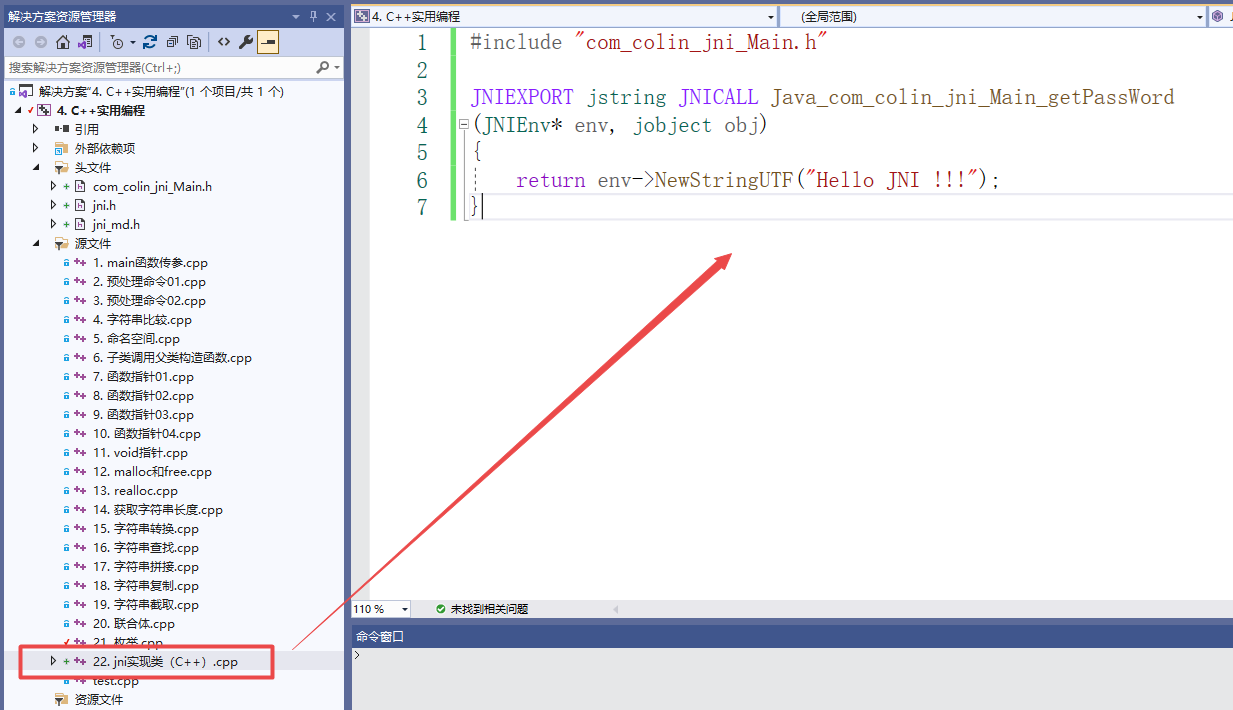 解决方案资源管理器
搜索解决方案资源管理器(Ctrl+;)
解决方案"4. C++实用编程"(1 个项目/共 1 个)
4. C++实用编程
引用
外部依赖项
头文件
com_colin_jni_Main.h
jni.h
jni_md.h
源文件
1. main函数传参.cpp
2. 预处理命令01.cpp
3. 预处理命令02.cpp
4. 字符串比较.cpp
5. 命名空间.cpp
6. 子类调用父类构造函数.cpp
7. 函数指针01.cpp
8. 函数指针02.cpp
9. 函数指针03.cpp
10. 函数指针04.cpp
11. void指针.cpp
12. malloc和free.cpp
13. realloc.cpp
14. 获取字符串长度.cpp
15. 字符串转换.cpp
16. 字符串查找.cpp
17. 字符串拼接.cpp
18. 字符串复制.cpp
19. 字符串截取.cpp
20. 联合体.cpp
21. 枚举.cpp
22. jni实现类（C++）.cpp
test.cpp
资源文件
4. C++实用编程
(全局范围)
1 #include "com_colin_jni_Main.h"
2
3 JNIEXPORT jstring JNICALL Java_com_colin_jni_Main_getPassWord
4 (JNIEnv* env, jobject obj)
5 {
6 return env->NewStringUTF("Hello JNI !!!");
7 }
110 %
未找到相关问题
命令窗口
>